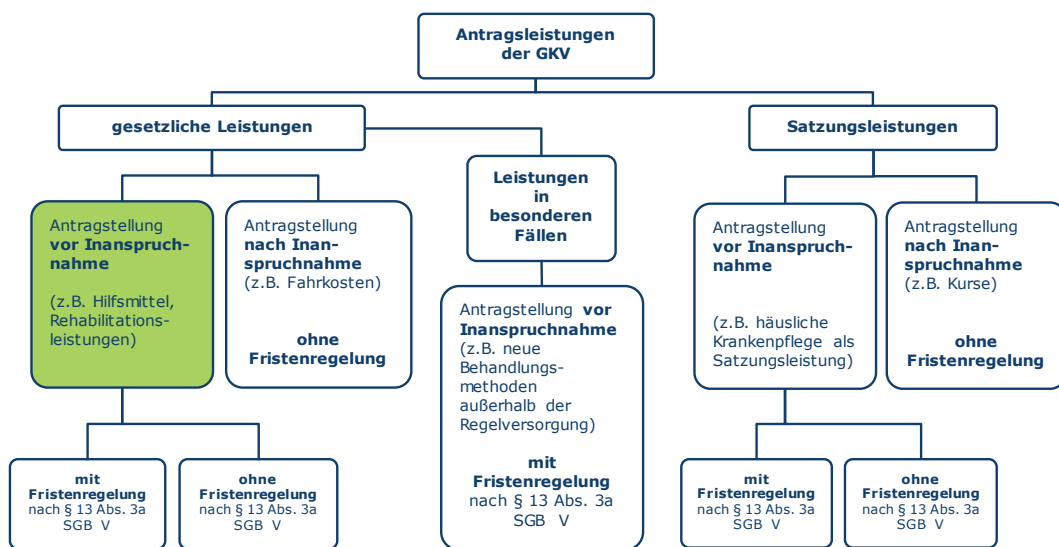 Antragsleistungen
der GKV
gesetzliche Leistungen
Satzungsleistungen
Leistungen
in
besonderen
Fällen
Antragstellung
vor Inanspruch-
nahme
(z.B. Hilfsmittel,
Rehabilitations-
leistungen)
Antragstellung
nach Inan-
spruchnahme
(z.B. Fahrkosten)
ohne
Fristenregelung
Antragstellung vor
Inanspruchnahme
(z.B. neue
Behandlungs-
methoden
außerhalb der
Regelversorgung)
mit
Fristenregelung
nach § 13 Abs. 3a
SGB V
Antragstellung
vor Inanspruch-
nahme
(z.B. häusliche
Krankenpflege als
Satzungsleistung)
Antragstellung
nach Inan-
spruchnahme
(z.B. Kurse)
ohne
Fristenregelung
mit
Fristenregelung
nach § 13 Abs. 3a
SGB V
ohne
Fristenregelung
nach § 13 Abs. 3a
SGB V
mit
Fristenregelung
nach § 13 Abs. 3a
SGB V
ohne
Fristenregelung
nach § 13 Abs. 3a
SGB V